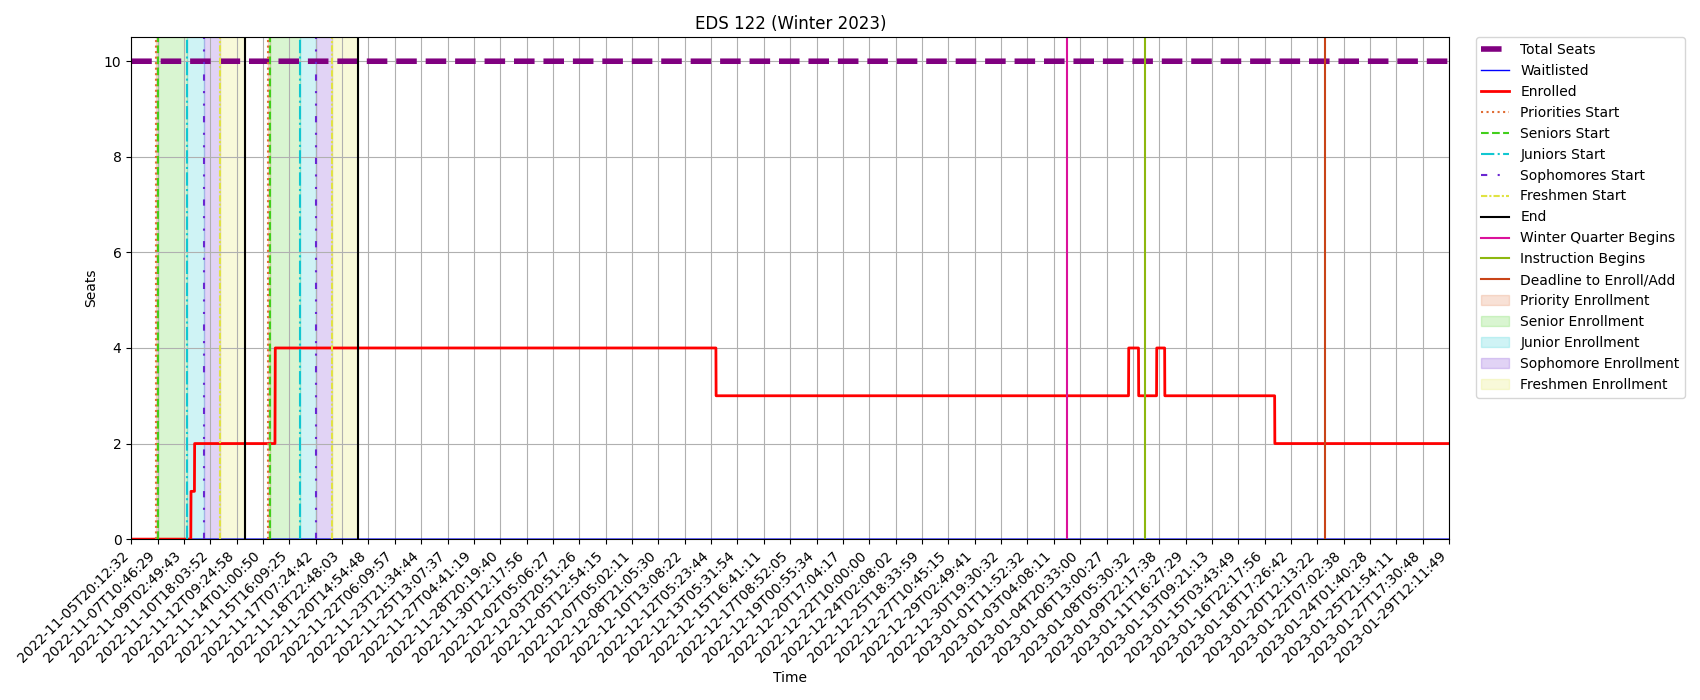 EDS 122 (Winter 2023)
10
8
6
4
2
0
Seats
2022-11-05T20:12:32
2022-11-07T10:46:29
2022-11-09T02:49:43
2022-11-10T18:03:52
2022-11-12T09:24:58
2022-11-14T01:00:50
2022-11-15T16:09:25
2022-11-17T07:24:42
2022-11-18T22:48:03
2022-11-20T14:54:48
2022-11-22T06:09:57
2022-11-23T21:34:44
2022-11-25T13:07:37
2022-11-27T04:41:19
2022-11-28T20:19:40
2022-11-30T12:17:56
2022-12-02T05:06:27
2022-12-03T20:51:26
2022-12-05T12:54:15
2022-12-07T05:02:11
2022-12-08T21:05:30
2022-12-10T13:08:22
2022-12-12T05:23:44
2022-12-13T05:31:54
2022-12-15T16:41:11
2022-12-17T08:52:05
2022-12-19T00:55:34
2022-12-20T17:04:17
2022-12-22T10:00:00
2022-12-24T02:08:02
2022-12-25T18:33:59
2022-12-27T10:45:15
2022-12-29T02:49:41
2022-12-30T19:30:32
2023-01-01T11:52:32
2023-01-03T04:08:11
2023-01-04T20:33:00
2023-01-06T13:00:27
2023-01-08T05:30:32
2023-01-09T22:17:38
2023-01-11T16:27:29
2023-01-13T09:21:13
2023-01-15T03:43:49
2023-01-16T22:17:56
2023-01-18T17:26:42
2023-01-20T12:13:22
2023-01-22T07:02:38
2023-01-24T01:40:28
2023-01-25T21:54:11
2023-01-27T17:30:48
2023-01-29T12:11:49
Time
Total Seats
Waitlisted
Enrolled
Priorities Start
Seniors Start
Juniors Start
Sophomores Start
Freshmen Start
End
Winter Quarter Begins
Instruction Begins
Deadline to Enroll/Add
Priority Enrollment
Senior Enrollment
Junior Enrollment
Sophomore Enrollment
Freshmen Enrollment